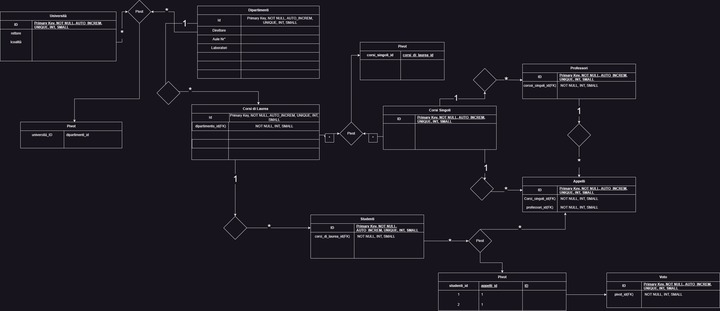 Università
ID
Primary Key, NOT NULL, AUTO_INCREM,
UNIQUE, INT, SMALL
rettore
località
*
Pivot
*
Dipartimenti
id
Primary Key, NOT NULL, AUTO_INCREM,
UNIQUE, INT, SMALL
Direttore
Aule N°
Laboratori
1
Pivot
università_ID
dipartimenti_id
*
Corsi di Laurea
id
Primary Key, NOT NULL, AUTO_INCREM, UNIQUE, INT,
SMALL
dipartimento_id(FK)
NOT NULL, INT, SMALL
Pivot
corsi_singoli_id
corsi_di_laurea_id
*
Pivot
*
Corsi Singoli
ID
Primary Key, NOT NULL, AUTO_INCREM,
UNIQUE, INT, SMALL
1
*
Professori
ID
Primary Key, NOT NULL, AUTO_INCREM,
UNIQUE, INT, SMALL
corsi_singoli_id(FK)
NOT NULL, INT, SMALL
1
*
1
*
Appelli
ID
Primary Key, NOT NULL, AUTO_INCREM,
UNIQUE, INT, SMALL
Corsi_singoli_id(FK)
NOT NULL, INT, SMALL
professori_id(FK)
NOT NULL, INT, SMALL
1
*
Studenti
ID
Primary Key, NOT NULL,
AUTO_INCREM, UNIQUE, INT, SMALL
corsi_di_laurea_id(FK)
NOT NULL, INT, SMALL
*
Pivot
*
Pivot
studenti_id
appelli_id
ID
1
1
2
1
Voto
ID
Primary Key, NOT NULL, AUTO_INCREM,
UNIQUE, INT, SMALL
pivot_id(FK)
NOT NULL, INT, SMALL